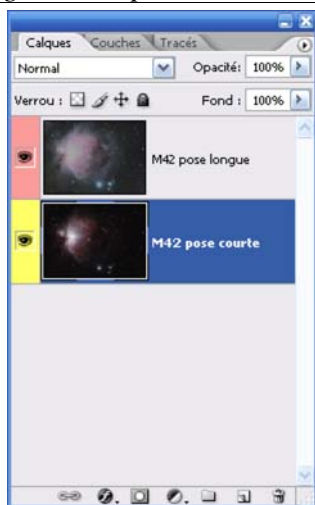 Calques Couches Tracés
Normal Opacité: 100%
Verrou : Fond : 100%
M42 pose longue
M42 pose courte